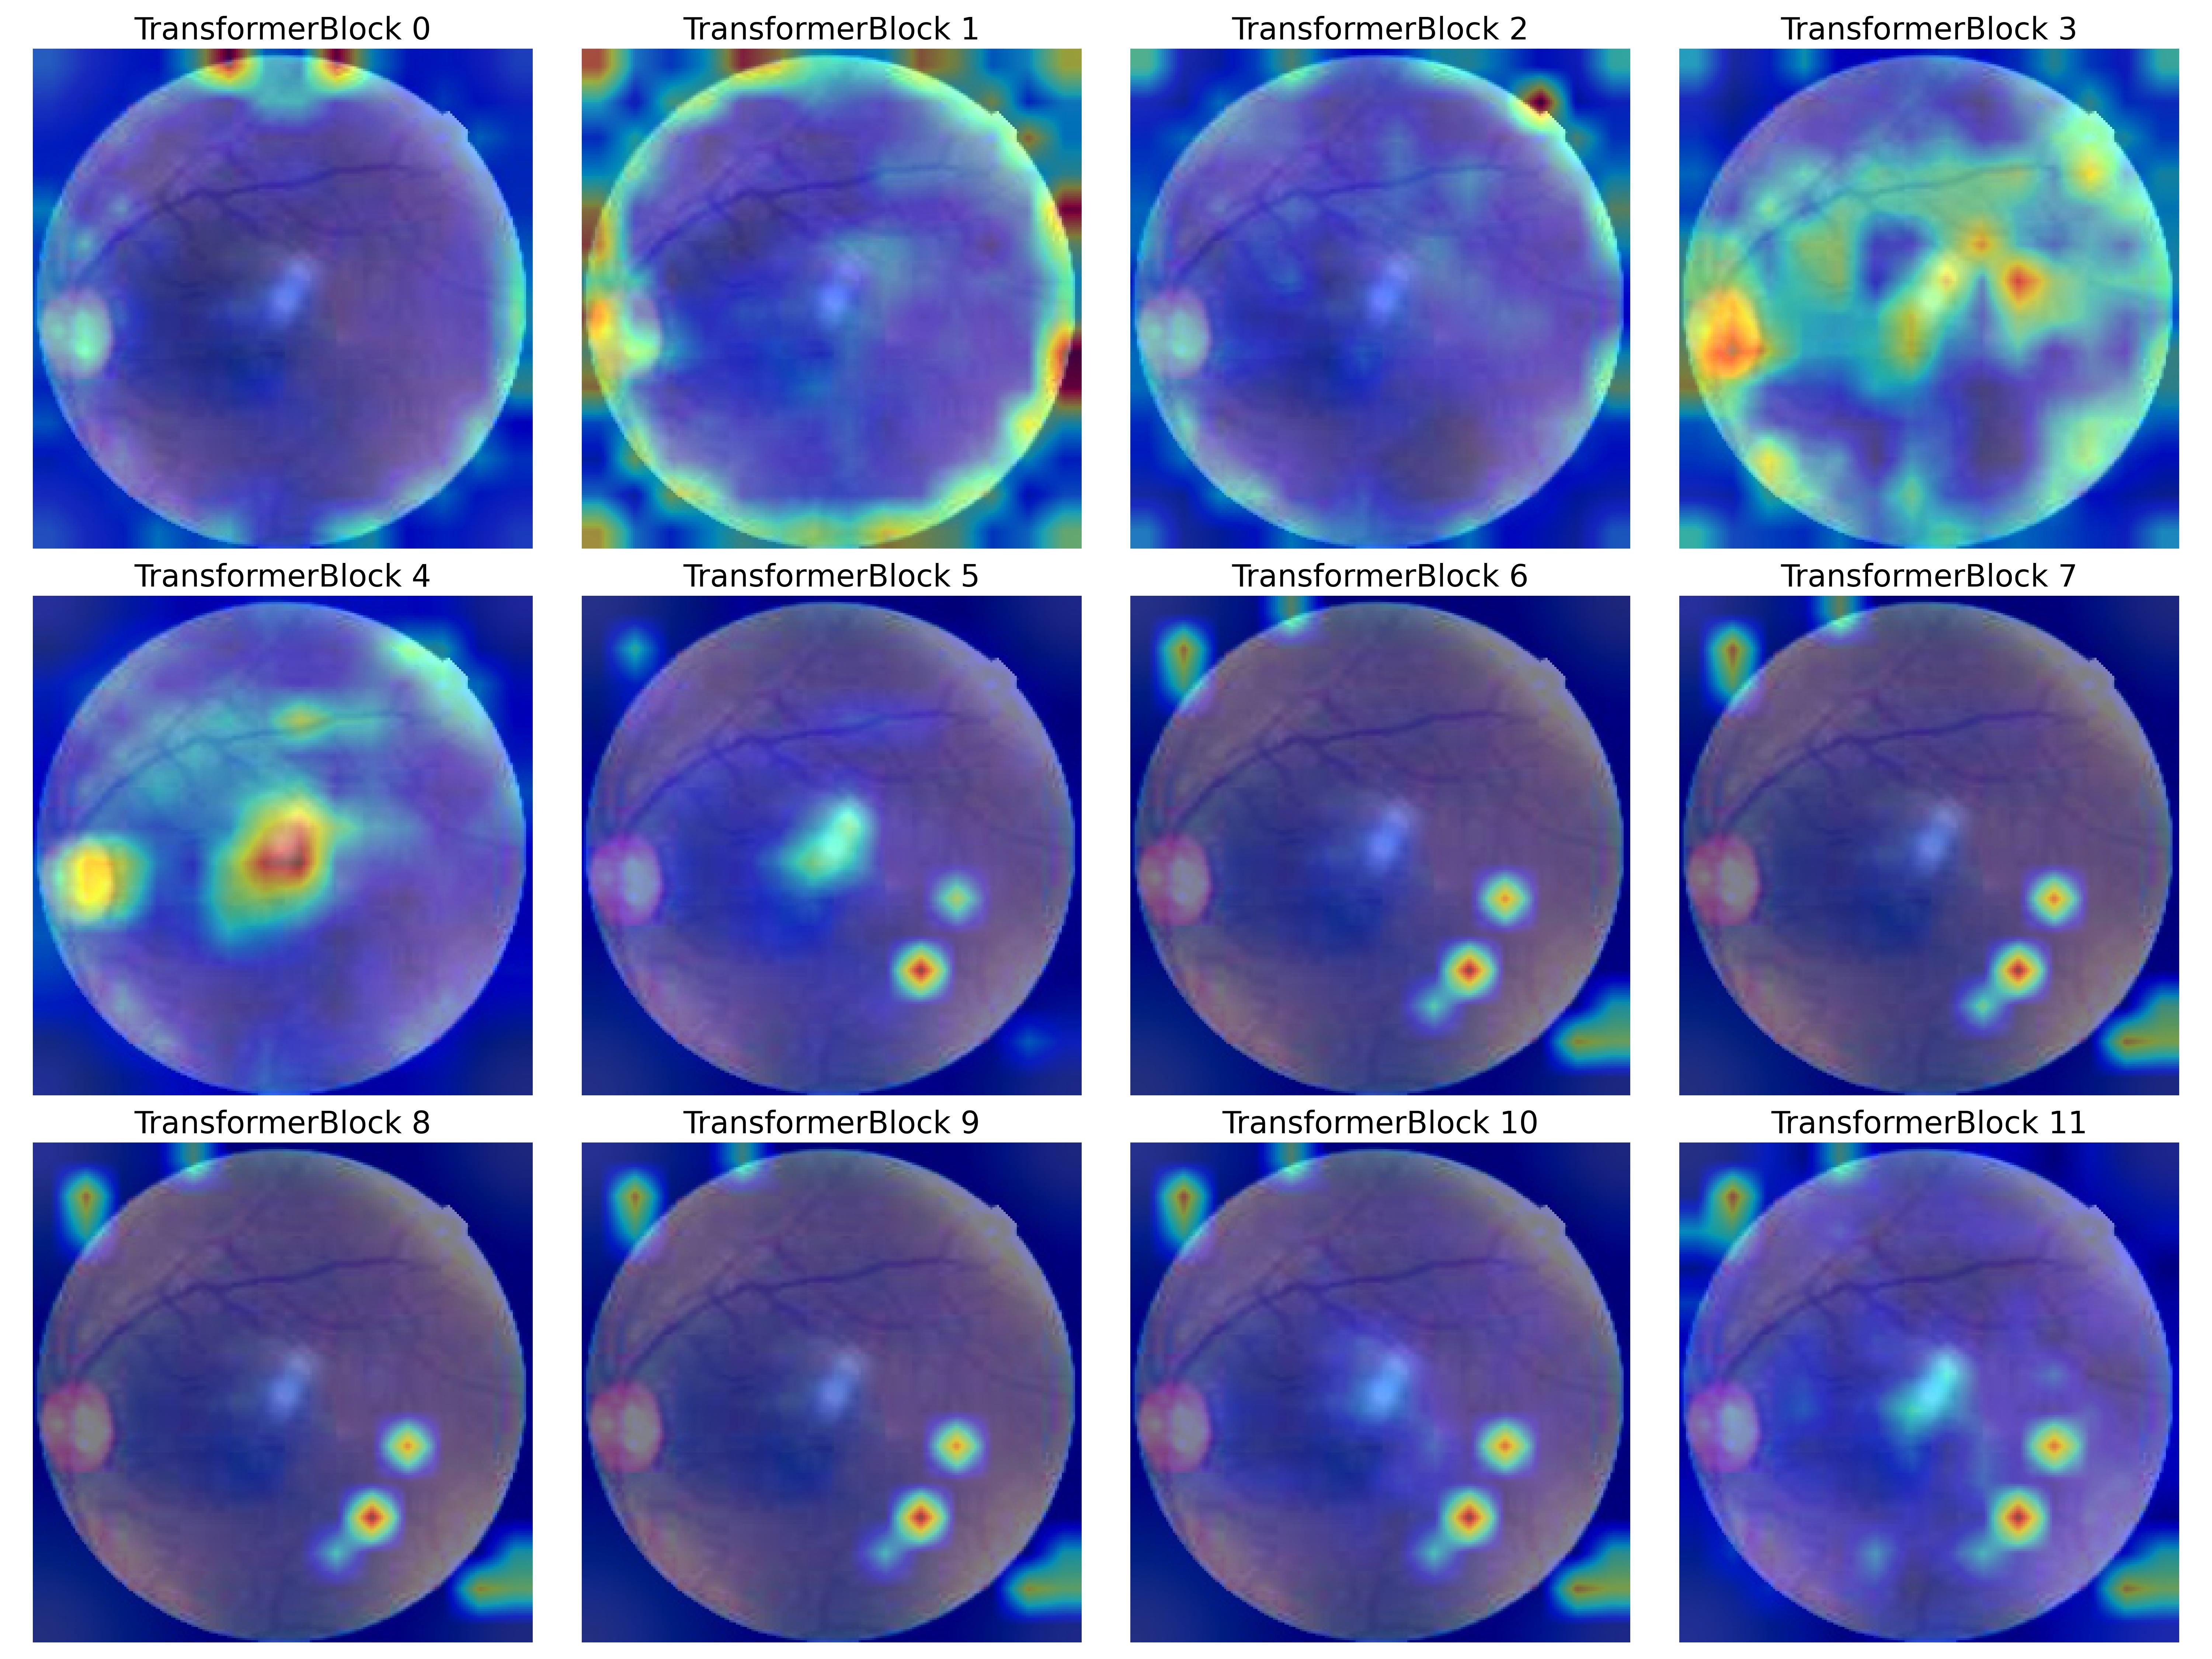 TransformerBlock 0
TransformerBlock 1
TransformerBlock 2
TransformerBlock 3
TransformerBlock 4
TransformerBlock 5
TransformerBlock 6
TransformerBlock 7
TransformerBlock 8
TransformerBlock 9
TransformerBlock 10
TransformerBlock 11